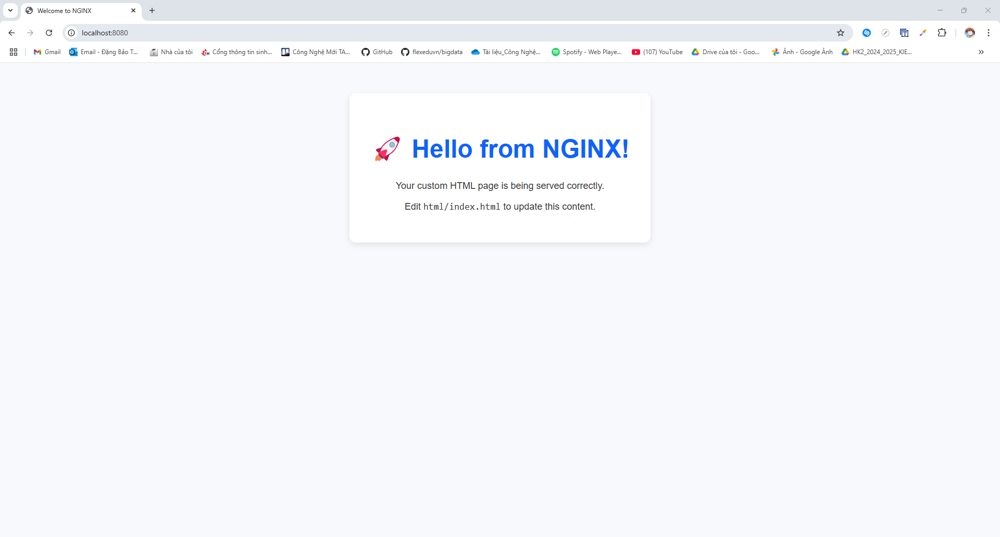 Welcome to NGINX
localhost:8080
Gmail
Email - Đặng Bảo T...
Nhà của tôi
Cổng thông tin sinh...
Công Nghệ Mới TA...
GitHub
flexeduvn/bigdata
Tài liệu_Công Nghệ...
Spotify - Web Playe...
(107) YouTube
Drive của tôi - Goo...
Ảnh - Google Ảnh
HK2_2024_2025_KIE...
🚀 Hello from NGINX!
Your custom HTML page is being served correctly.
Edit html/index.html to update this content.